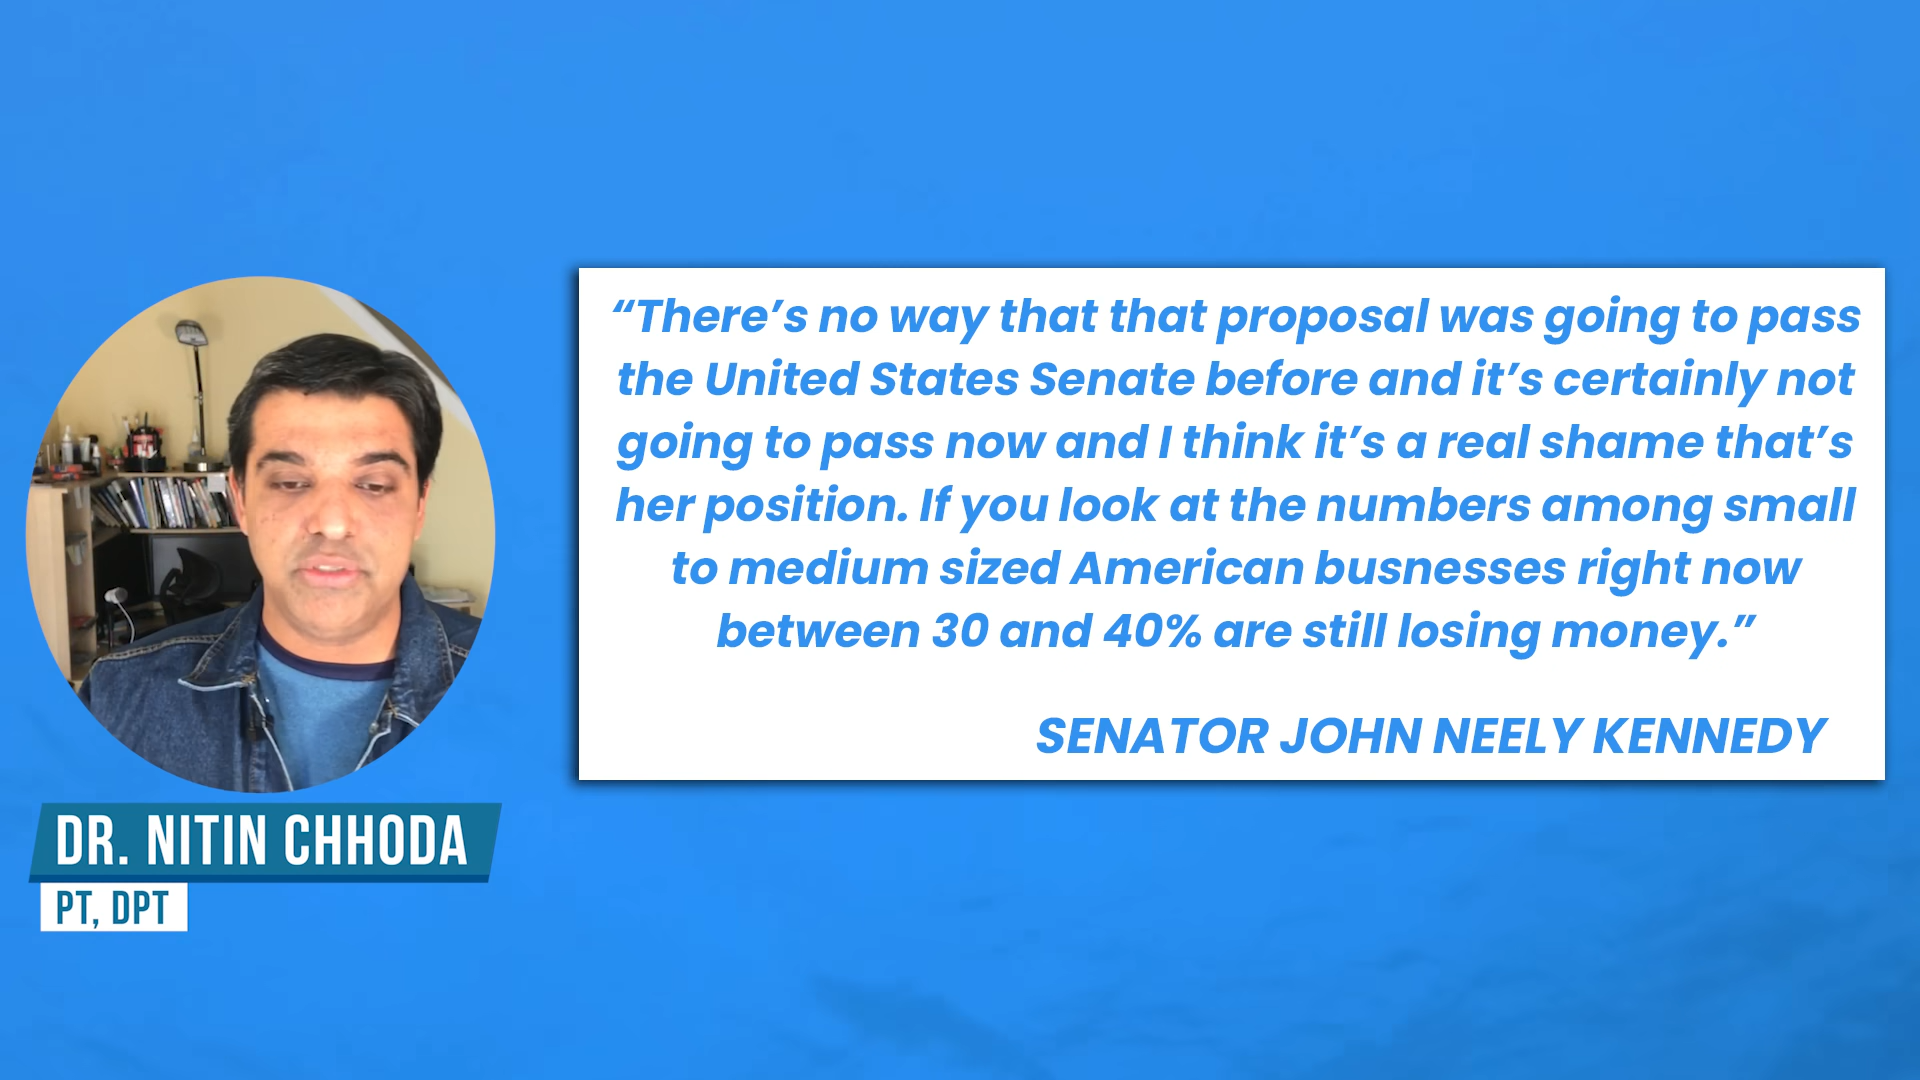 “There’s no way that that proposal was going to pass
the United States Senate before and it’s certainly not
going to pass now and I think it’s a real shame that’s
her position. If you look at the numbers among small
to medium sized American busnesses right now
between 30 and 40% are still losing money.”
SENATOR JOHN NEELY KENNEDY
DR. NITIN CHHODA
PT, DPT